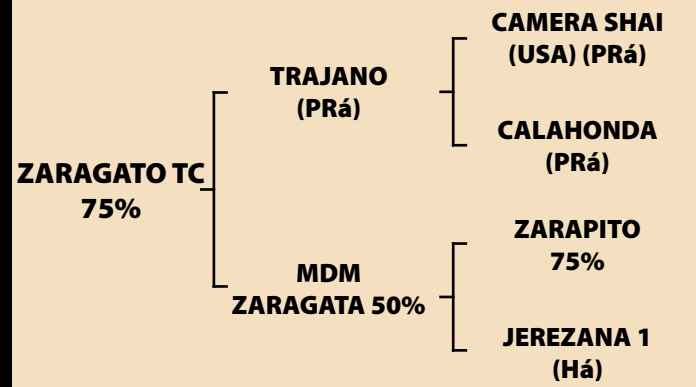 ZARAGATO TC
75%
TRAJANO
(PRá)
MDM
ZARAGATA 50%
CAMERA SHAI
(USA) (PRá)
CALAHONDA
(PRá)
ZARAPITO
75%
JEREZANA 1
(Há)